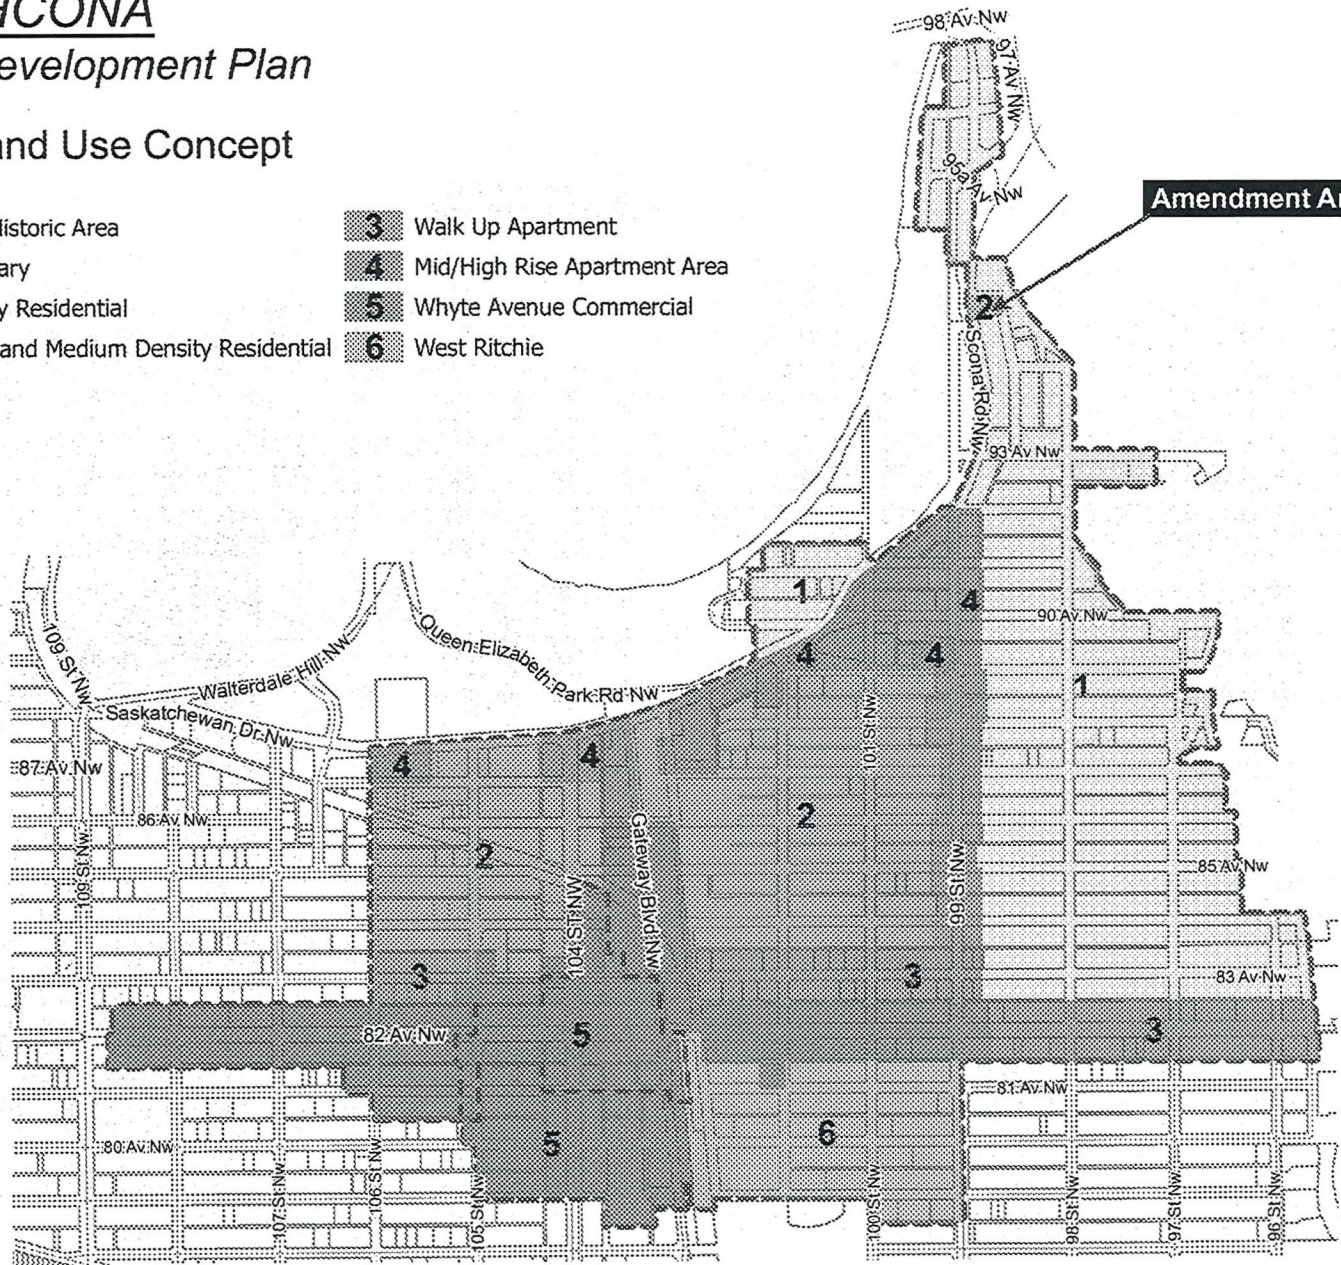 HCONA
evelopment Plan
and Use Concept
Historic Area
ary
y Residential
and Medium Density Residential
3 Walk Up Apartment
4 Mid/High Rise Apartment Area
5 Whyte Avenue Commercial
6 West Ritchie
98 Av Nw
97 Av Nw
95a Av Nw
Amendment Ar
2
Scona Rd Nw
93 Av Nw
1
4
90 Av Nw
109 St Nw
Queen Elizabeth Park Rd Nw
Walterdale Hill Nw
4
4
1
Saskatchewan Dr Nw
101 St Nw
4
4
87 Av Nw
86 Av Nw
2
Gateway Blvd Nw
2
109 St Nw
99 St Nw
85 Av Nw
104 ST NW
3
3
83 Av Nw
82 Av Nw
5
3
81 Av Nw
80 Av Nw
5
6
107 St Nw
106 St Nw
105 St Nw
100 St Nw
98 St Nw
97 St Nw
96 St Nw